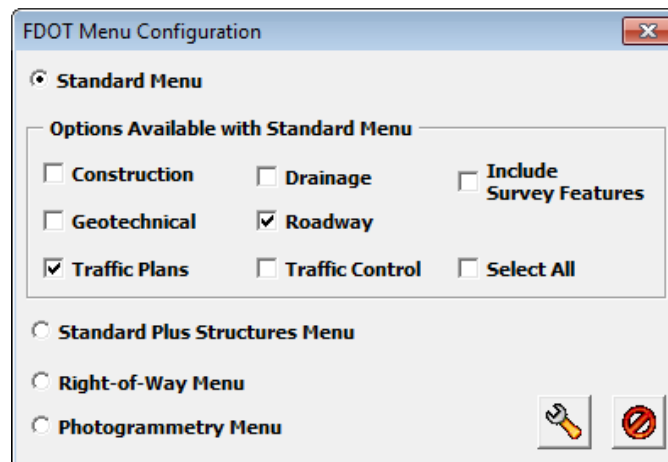 FDOT Menu Configuration
Standard Menu
Options Available with Standard Menu
Construction
Drainage
Include
Survey Features
Geotechnical
Roadway
Traffic Plans
Traffic Control
Select All
Standard Plus Structures Menu
Right-of-Way Menu
Photogrammetry Menu